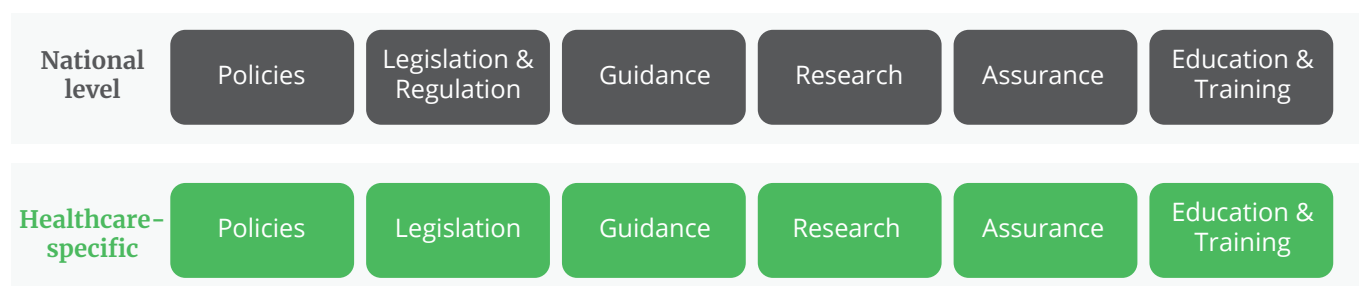 National
level
Policies
Legislation &
Regulation
Guidance
Research
Assurance
Education &
Training
Healthcare-
specific
Policies
Legislation
Guidance
Research
Assurance
Education &
Training